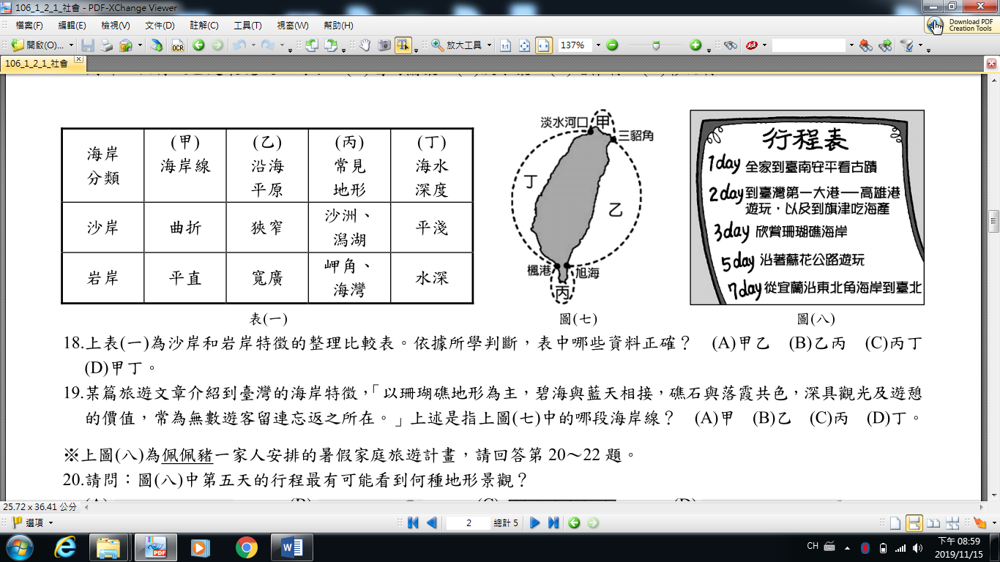 106_1_2_1_社會 - PDF-XChange Viewer
檔案(F) 編輯(E) 檢視(V) 文件(D) 註解(C) 工具(T) 視窗(W) 幫助(H)
Download PDF
Creation Tools
開啟(O)... OCR 放大工具 1:1 137%
106_1_2_1_社會
海岸
分類
(甲)
海岸線
(乙)
沿海
平原
(丙)
常見
地形
(丁)
海水
深度
沙岸 曲折 狹窄 沙洲、
潟湖 平淺
岩岸 平直 寬廣 岬角、
海灣 水深
表(一)
淡水河口 甲
三貂角
丁
乙
楓港 旭海
丙
圖(七)
行程表
1day 全家到臺南安平看古蹟
2day 到臺灣第一大港──高雄港
遊玩，以及到旗津吃海產
3day 欣賞珊瑚礁海岸
5day 沿著蘇花公路遊玩
7day 從宜蘭沿東北角海岸到臺北
圖(八)
18.上表(一)為沙岸和岩岸特徵的整理比較表。依據所學判斷，表中哪些資料正確？ (A)甲乙 (B)乙丙 (C)丙丁
(D)甲丁。
19.某篇旅遊文章介紹到臺灣的海岸特徵，「以珊瑚礁地形為主，碧海與藍天相接，礁石與落霞共色，深具觀光及遊憩
的價值，常為無數遊客留連忘返之所在。」上述是指上圖(七)中的哪段海岸線？ (A)甲 (B)乙 (C)丙 (D)丁。
※上圖(八)為佩佩豬一家人安排的暑假家庭旅遊計畫，請回答第 20～22 題。
20.請問：圖(八)中第五天的行程最有可能看到何種地形景觀？
25.72 x 36.41 公分
選項 2 總計 5
CH 下午 08:59
2019/11/15